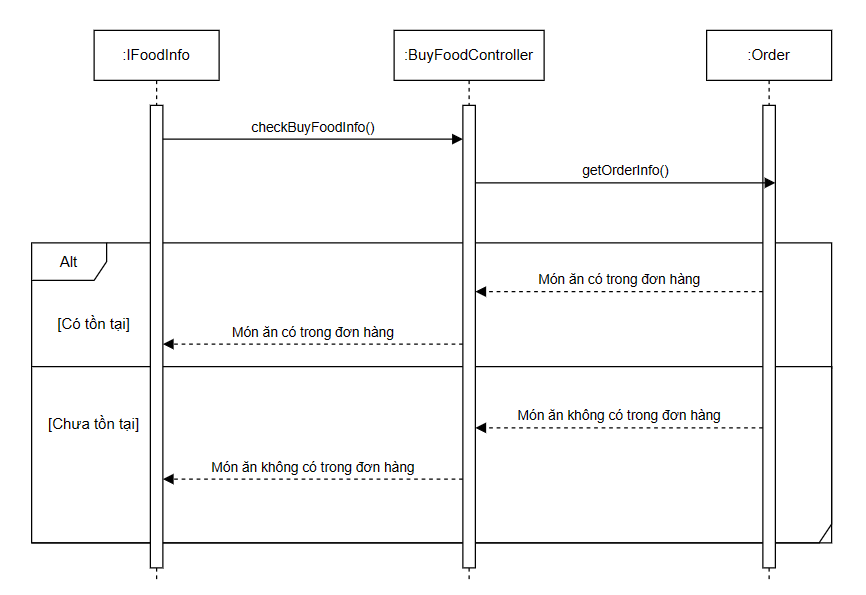 :IFoodInfo
:BuyFoodController
:Order
checkBuyFoodInfo()
getOrderInfo()
Alt
Món ăn có trong đơn hàng
[Có tồn tại]
Món ăn có trong đơn hàng
Món ăn không có trong đơn hàng
[Chưa tồn tại]
Món ăn không có trong đơn hàng